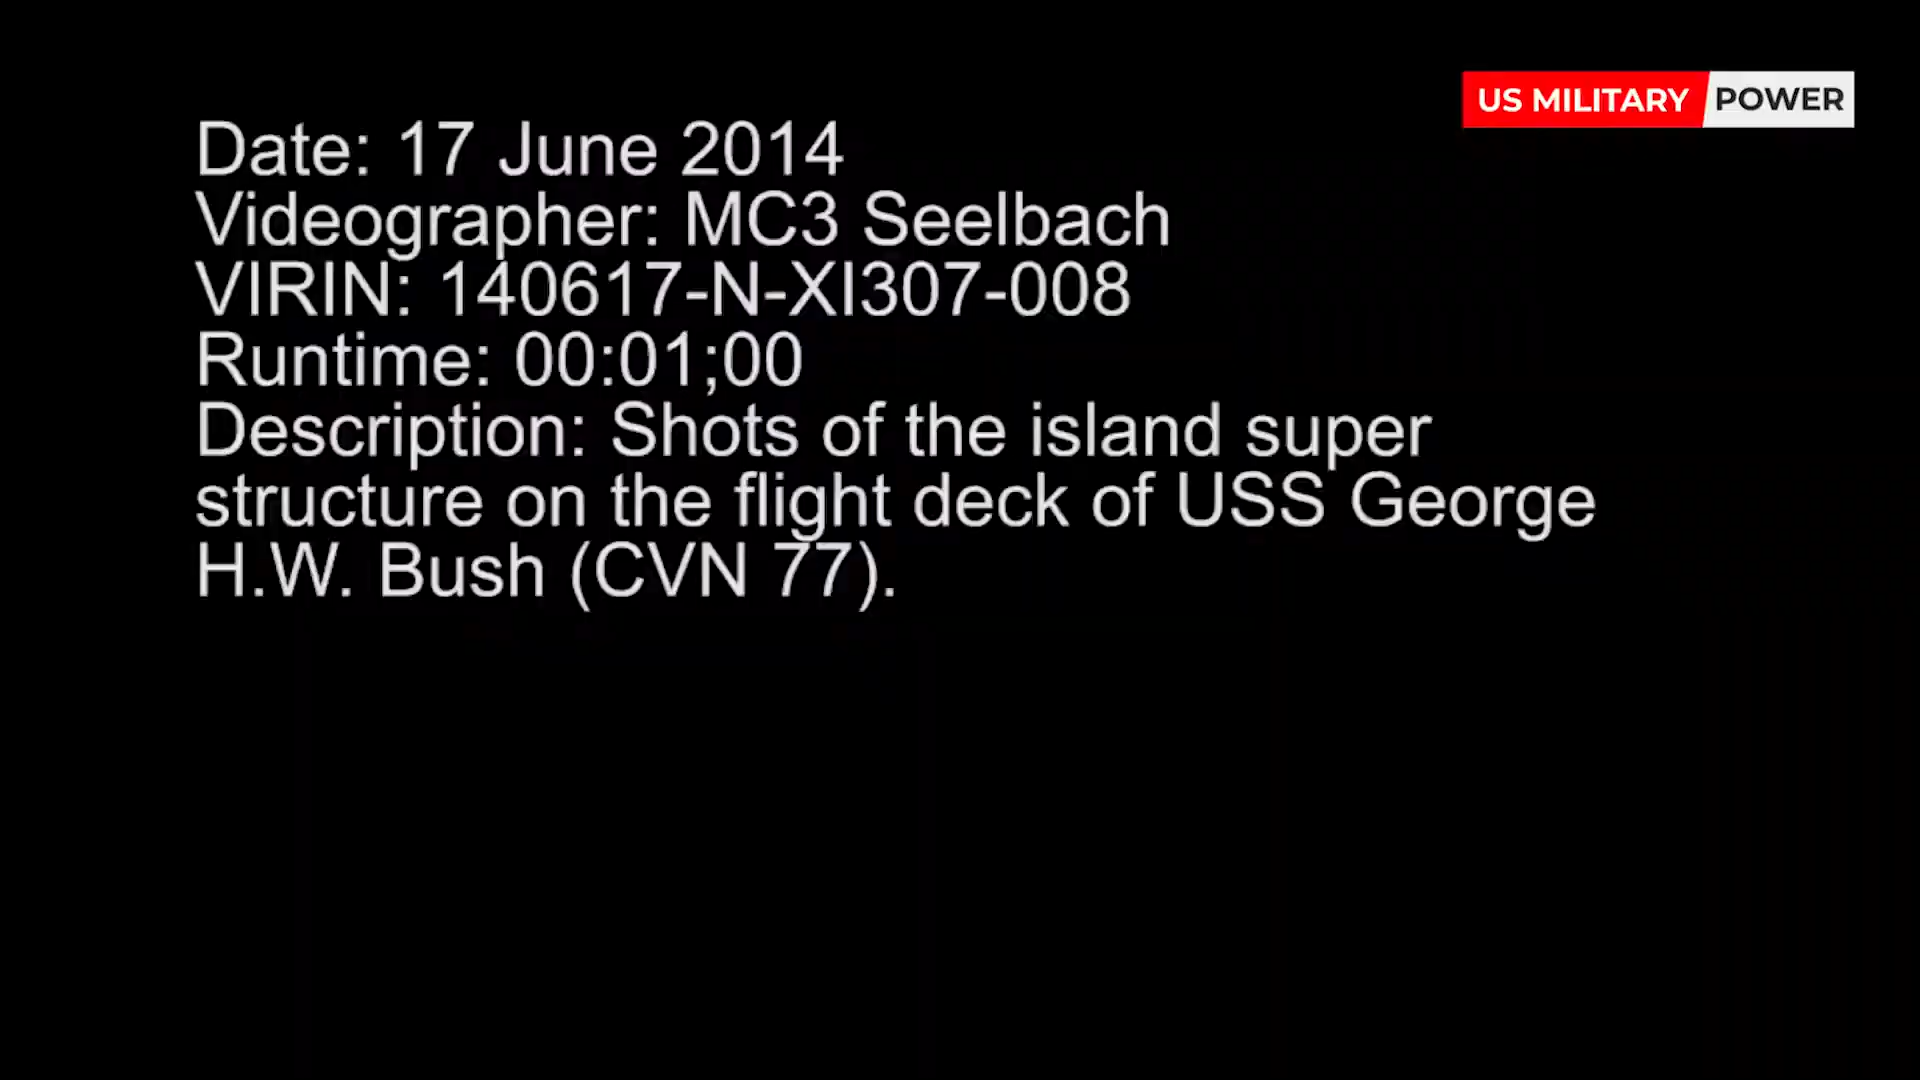 US MILITARY POWER
Date: 17 June 2014
Videographer: MC3 Seelbach
VIRIN: 140617-N-XI307-008
Runtime: 00:01;00
Description: Shots of the island super
structure on the flight deck of USS George
H.W. Bush (CVN 77).